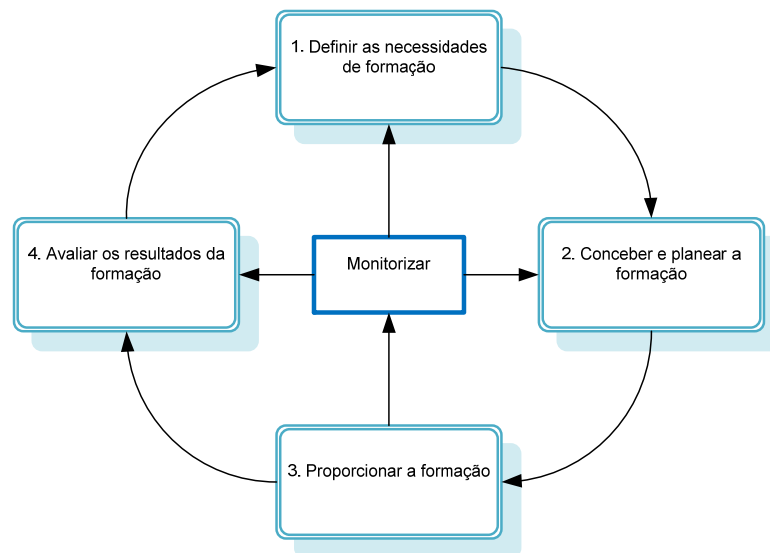 1. Definir as necessidades
de formação
4. Avaliar os resultados da
formação
Monitorizar
2. Conceber e planear a
formação
3. Proporcionar a formação